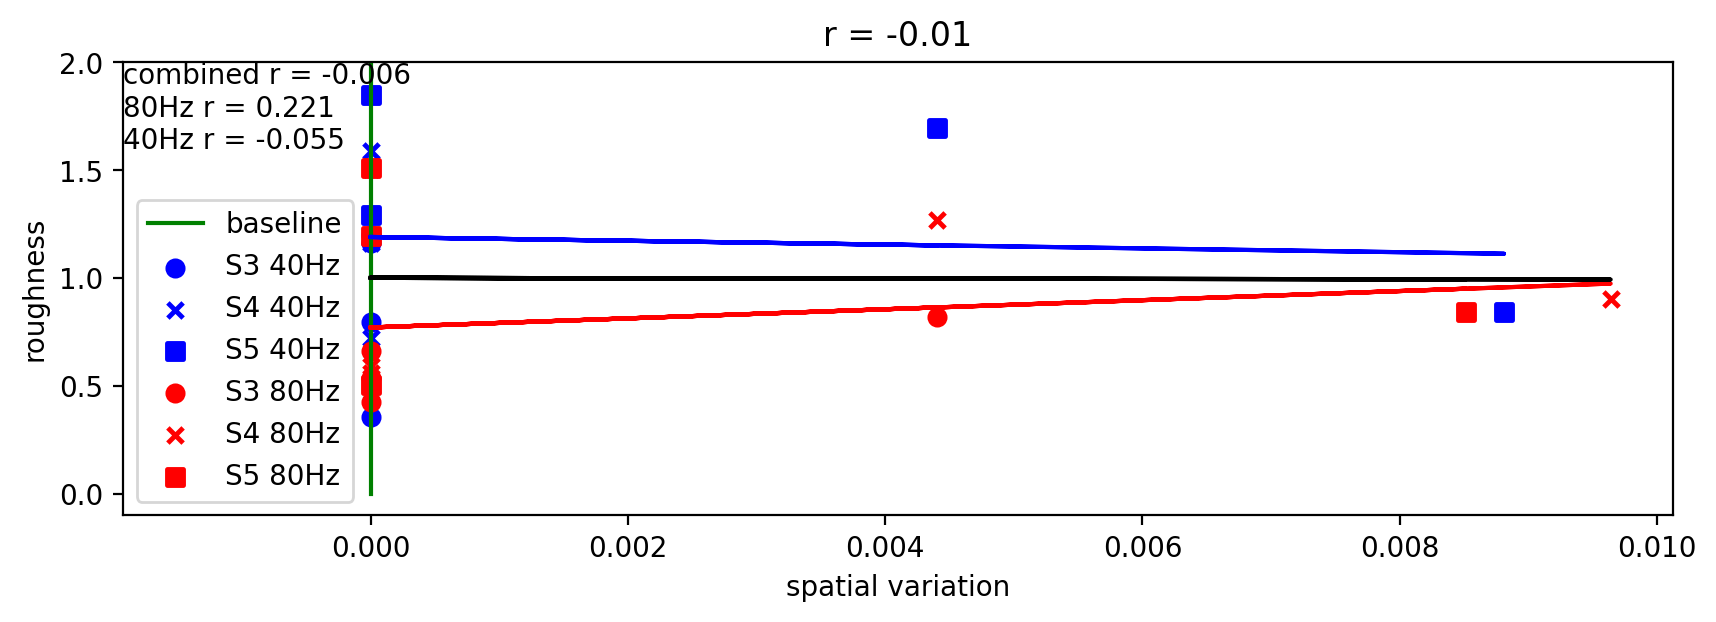 r = -0.01
combined r = -0.006
80Hz r = 0.221
40Hz r = -0.055
2.0
1.5
1.0
0.5
0.0
roughness
baseline
S3 40Hz
S4 40Hz
S5 40Hz
S3 80Hz
S4 80Hz
S5 80Hz
0.000 0.002 0.004 0.006 0.008 0.010
spatial variation